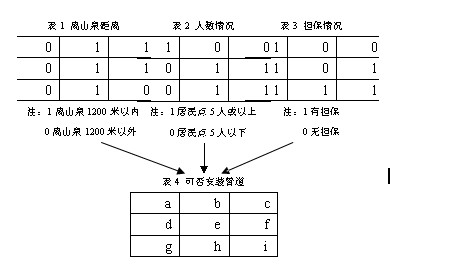 表 1 离山泉距离 表 2 人数情况 表 3 担保情况
0 1 1 1 0 0 1 0 0
0 1 1 0 1 1 1 0 1
0 1 0 0 1 1 1 1 1
注：1 离山泉 1200 米以内 注：1 居民点 5 人或以上 注：1 有担保
0 离山泉 1200 米以外 0 居民点 5 人以下 0 无担保
表 4 可否安装管道
a b c
d e f
g h i